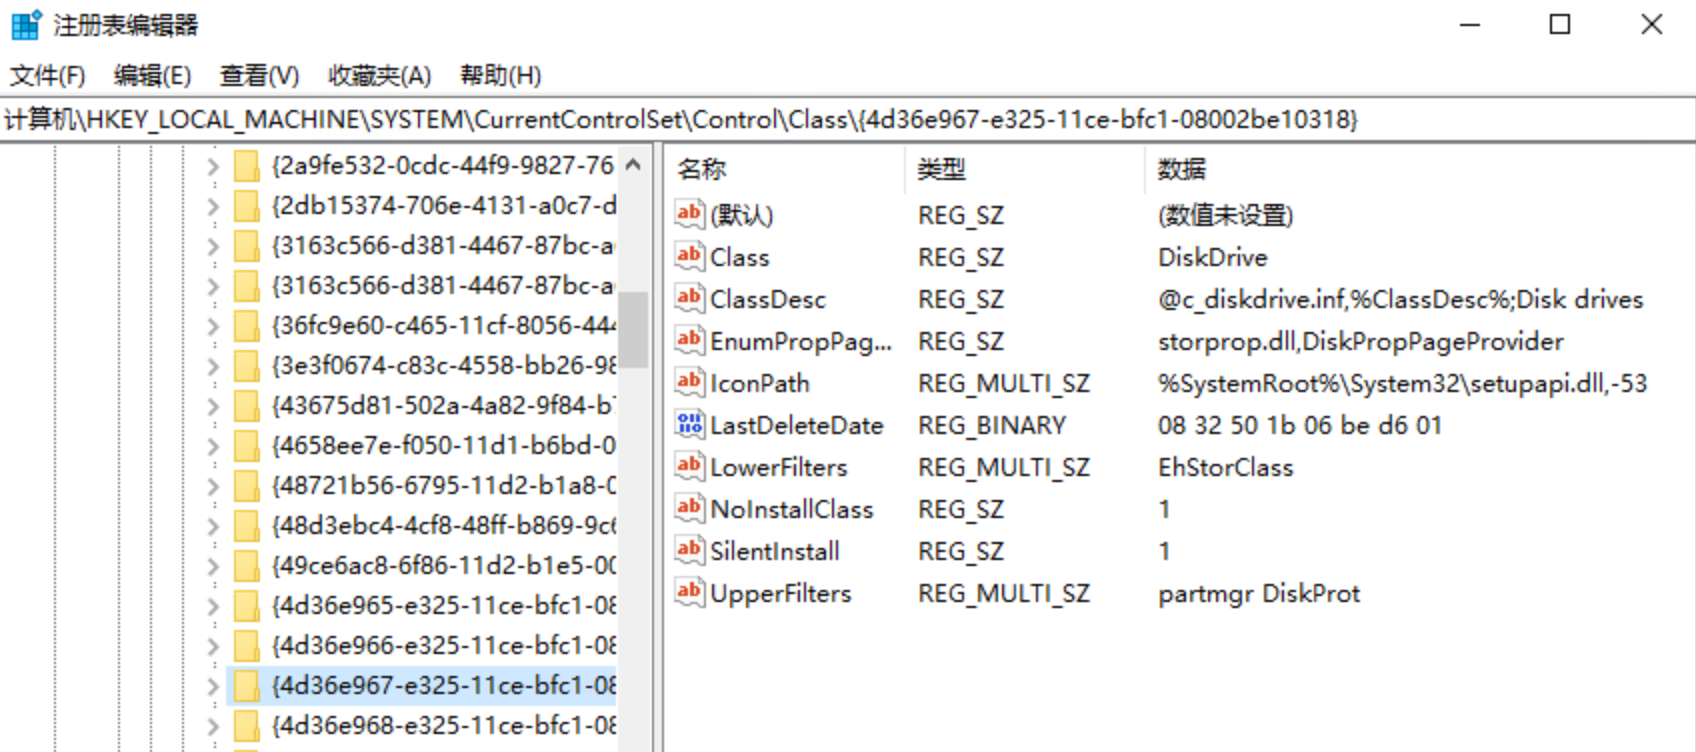 注册表编辑器
文件(F) 编辑(E) 查看(V) 收藏夹(A) 帮助(H)
计算机\HKEY_LOCAL_MACHINE\SYSTEM\CurrentControlSet\Control\Class\{4d36e967-e325-11ce-bfc1-08002be10318}
{2a9fe532-0cdc-44f9-9827-76
{2db15374-706e-4131-a0c7-d
{3163c566-d381-4467-87bc-a
{3163c566-d381-4467-87bc-a
{36fc9e60-c465-11cf-8056-444
{3e3f0674-c83c-4558-bb26-98
{43675d81-502a-4a82-9f84-b
{4658ee7e-f050-11d1-b6bd-0
{48721b56-6795-11d2-b1a8-0
{48d3ebc4-4cf8-48ff-b869-9c6
{49ce6ac8-6f86-11d2-b1e5-00
{4d36e965-e325-11ce-bfc1-08
{4d36e966-e325-11ce-bfc1-08
{4d36e967-e325-11ce-bfc1-08
{4d36e968-e325-11ce-bfc1-08
名称 类型 数据
(默认) REG_SZ (数值未设置)
Class REG_SZ DiskDrive
ClassDesc REG_SZ @c_diskdrive.inf,%ClassDesc%;Disk drives
EnumPropPag... REG_SZ storprop.dll,DiskPropPageProvider
IconPath REG_MULTI_SZ %SystemRoot%\System32\setupapi.dll,-53
LastDeleteDate REG_BINARY 08 32 50 1b 06 be d6 01
LowerFilters REG_MULTI_SZ EhStorClass
NoInstallClass REG_SZ 1
SilentInstall REG_SZ 1
UpperFilters REG_MULTI_SZ partmgr DiskProt